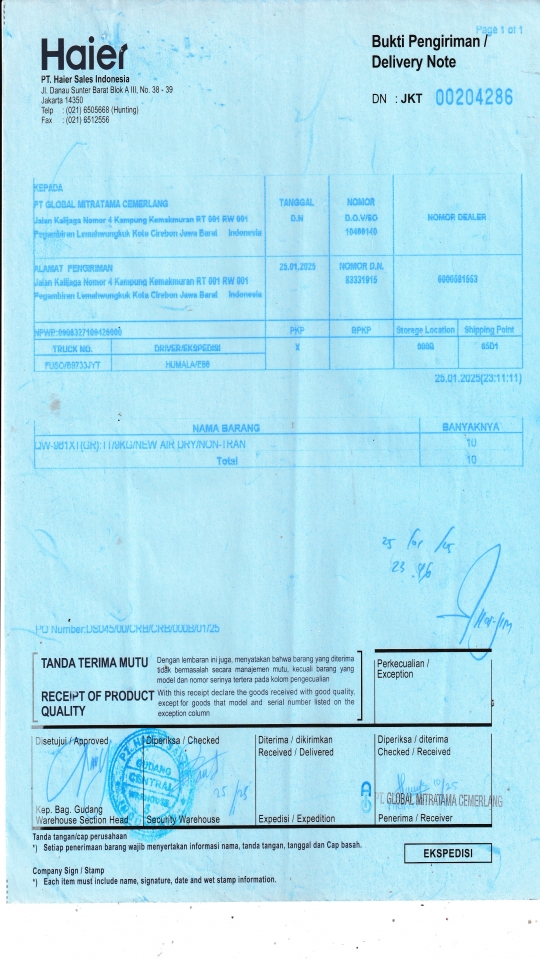 Page 1 of 1
Haier
PT. Haier Sales Indonesia
Jl. Danau Sunter Barat Blok A III, No. 38 - 39
Jakarta 14350
Telp : (021) 6505668 (Hunting)
Fax : (021) 6512556
Bukti Pengiriman /
Delivery Note
DN : JKT 00204286
KEPADA
PT GLOBAL MITRATAMA CEMERLANG
Jalan Kalijaga Nomor 4 Kampung Kemakmuran RT 001 RW 001
Pegambiran Lemahwungkuk Kota Cirebon Jawa Barat Indonesia
TANGGAL
D.N
NOMOR
D.O.V/SO
NOMOR DEALER
ALAMAT PENGIRIMAN
Jalan Kalijaga Nomor 4 Kampung Kemakmuran RT 001 RW 001
Pegambiran Lemahwungkuk Kota Cirebon Jawa Barat Indonesia
25.01.2025
NOMOR D.N.
83331915
PKP
BPKP
Storage Location
Shipping Point
TRUCK NO.
DRIVER/EKSPEDISI
X
65D1
25.01.2025(23:11:11)
NAMA BARANG
BANYAKNYA
10
Total
10
25 /01 /25
23.46
TANDA TERIMA MUTU
Dengan lembaran ini juga, menyatakan bahwa barang yang diterima
tidak bermasalah secara manajemen mutu, kecuali barang yang
model dan nomor serinya tertera pada kolom pengecualian
RECEIPT OF PRODUCT
QUALITY
With this receipt declare the goods received with good quality,
except for goods that model and serial number listed on the
exception column
Perkecualian /
Exception
Disetujui / Approved
Diperiksa / Checked
Diterima / dikirimkan
Received / Delivered
Diperiksa / diterima
Checked / Received
GUDANG
CENTRAL
WAREHOUSE
PT. GLOBAL MITRATAMA CEMERLANG
Kep. Bag. Gudang
Warehouse Section Head
Security Warehouse
Expedisi / Expedition
Penerima / Receiver
Tanda tangan/cap perusahaan
*) Setiap penerimaan barang wajib menyertakan informasi nama, tanda tangan, tanggal dan Cap basah.
EKSPEDISI
Company Sign / Stamp
*) Each item must include name, signature, date and wet stamp information.